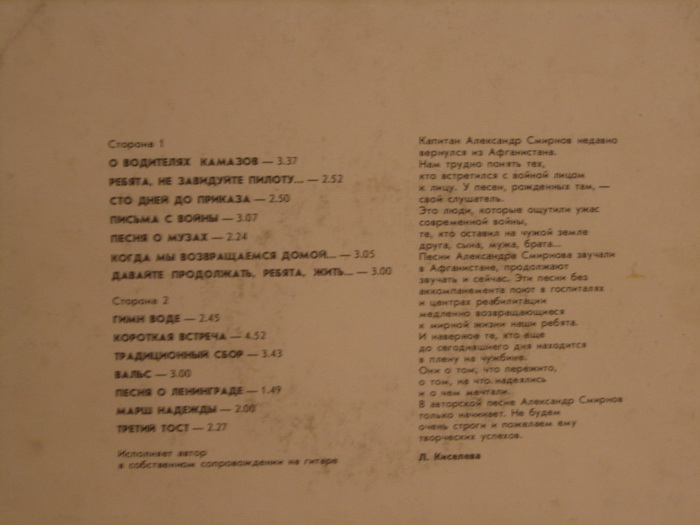 Сторона 1
О ВОДИТЕЛЯХ КАМАЗОВ — 3.37
РЕБЯТА, НЕ ЗАВИДУЙТЕ ПИЛОТУ... — 2.52
СТО ДНЕЙ ДО ПРИКАЗА — 2.50
ПИСЬМА С ВОЙНЫ — 3.07
ПЕСНЯ О МУЗАХ — 2.24
КОГДА МЫ ВОЗВРАЩАЕМСЯ ДОМОЙ... — 3.05
ДАВАЙТЕ ПРОДОЛЖАТЬ, РЕБЯТА, ЖИТЬ... — 3.00
Сторона 2
ГИМН ВОДЕ — 2.45
КОРОТКАЯ ВСТРЕЧА — 4.52
ТРАДИЦИОННЫЙ СБОР — 3.43
ВАЛЬС — 3.00
ПЕСНЯ О ЛЕНИНГРАДЕ — 1.49
МАРШ НАДЕЖДЫ — 2.00
ТРЕТИЙ ТОСТ — 2.27
Исполняет автор
в собственном сопровождении на гитаре
Капитан Александр Смирнов недавно
вернулся из Афганистана.
Нам трудно понять тех,
кто встретился с войной лицом
к лицу. У песен, рожденных там, —
свой слушатель.
Это люди, которые ощутили ужас
современной войны,
те, кто оставил на чужой земле
друга, сына, мужа, брата...
Песни Александра Смирнова звучали
в Афганистане, продолжают
звучать и сейчас. Эти песни без
аккомпанемента поют в госпиталях
и центрах реабилитации
медленно возвращающиеся
к мирной жизни наши ребята.
И наверное те, кто еще
до сегодняшнего дня находится
в плену на чужбине.
Они о том, что пережито,
о том, на что надеялись
и о чем мечтали.
В авторской песне Александр Смирнов
только начинает. Не будем
очень строги и пожелаем ему
творческих успехов.
Л. Киселева